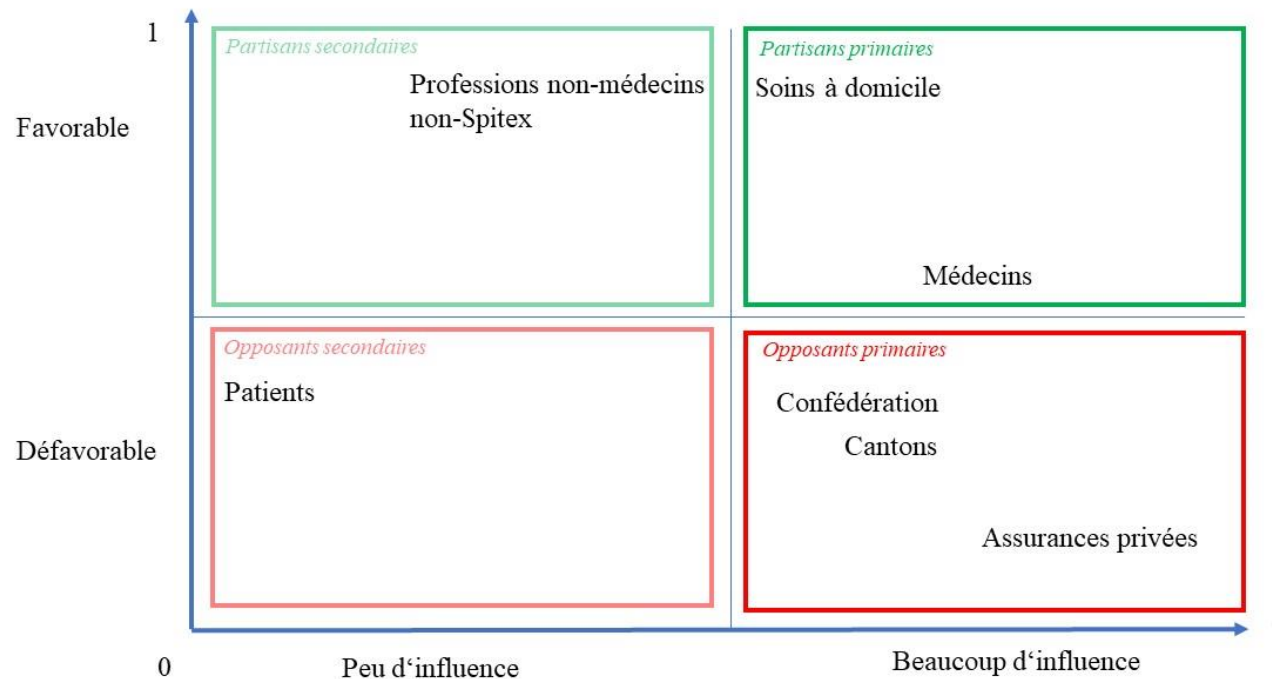 1
Partisans secondaires
Partisans primaires
Professions non-médecins
non-Spitex
Soins à domicile
Favorable
Médecins
Opposants secondaires
Opposants primaires
Patients
Confédération
Cantons
Défavorable
Assurances privées
0
Peu d‘influence
Beaucoup d‘influence